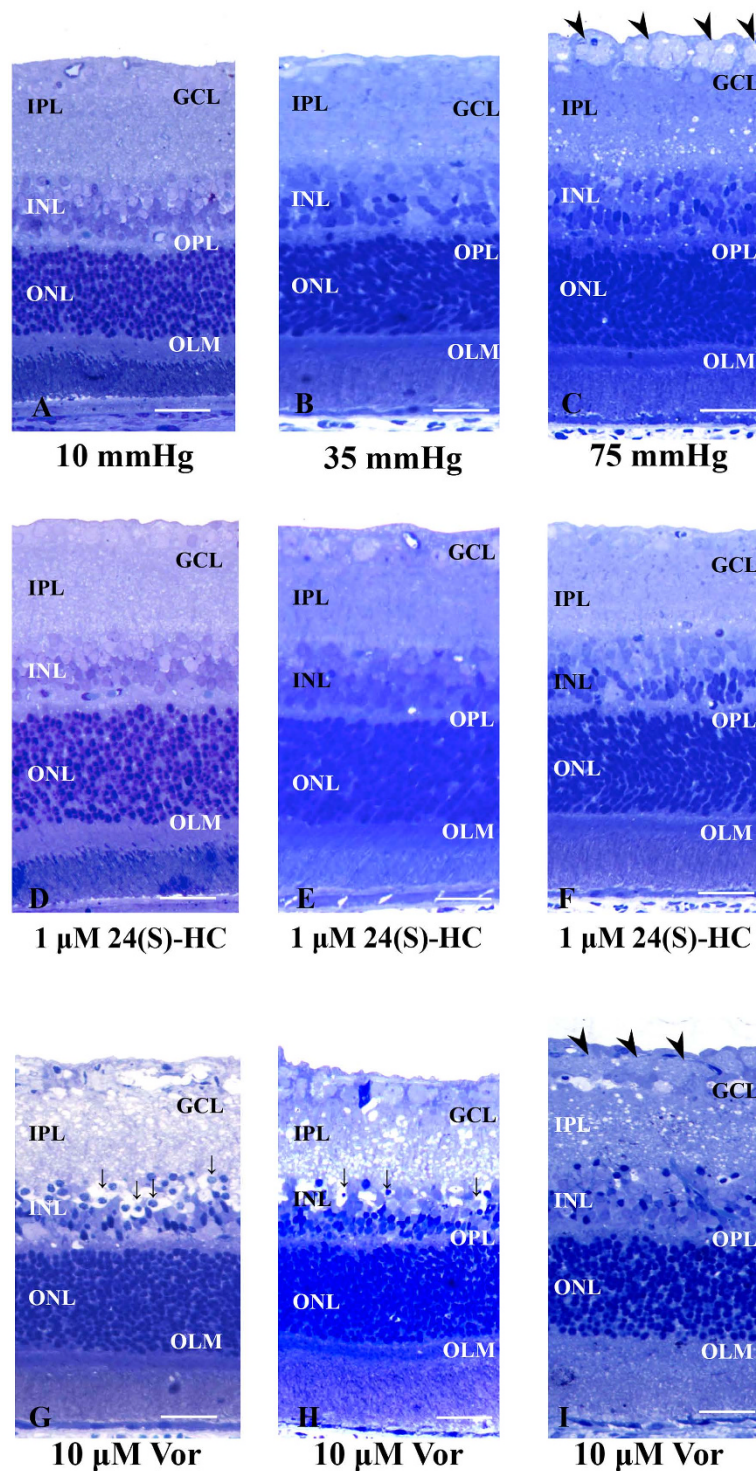 GCL
IPL
INL
OPL
ONL
OLM
A
10 mmHg
GCL
IPL
INL
OPL
ONL
OLM
B
35 mmHg
GCL
IPL
INL
OPL
ONL
OLM
C
75 mmHg
GCL
IPL
INL
ONL
OLM
D
1 μM 24(S)-HC
GCL
IPL
INL
OPL
ONL
OLM
E
1 μM 24(S)-HC
GCL
IPL
INL
OPL
ONL
OLM
F
1 μM 24(S)-HC
GCL
IPL
INL
ONL
OLM
G
10 μM Vor
GCL
IPL
INL
OPL
ONL
OLM
H
10 μM Vor
GCL
IPL
INL
OPL
ONL
OLM
I
10 μM Vor